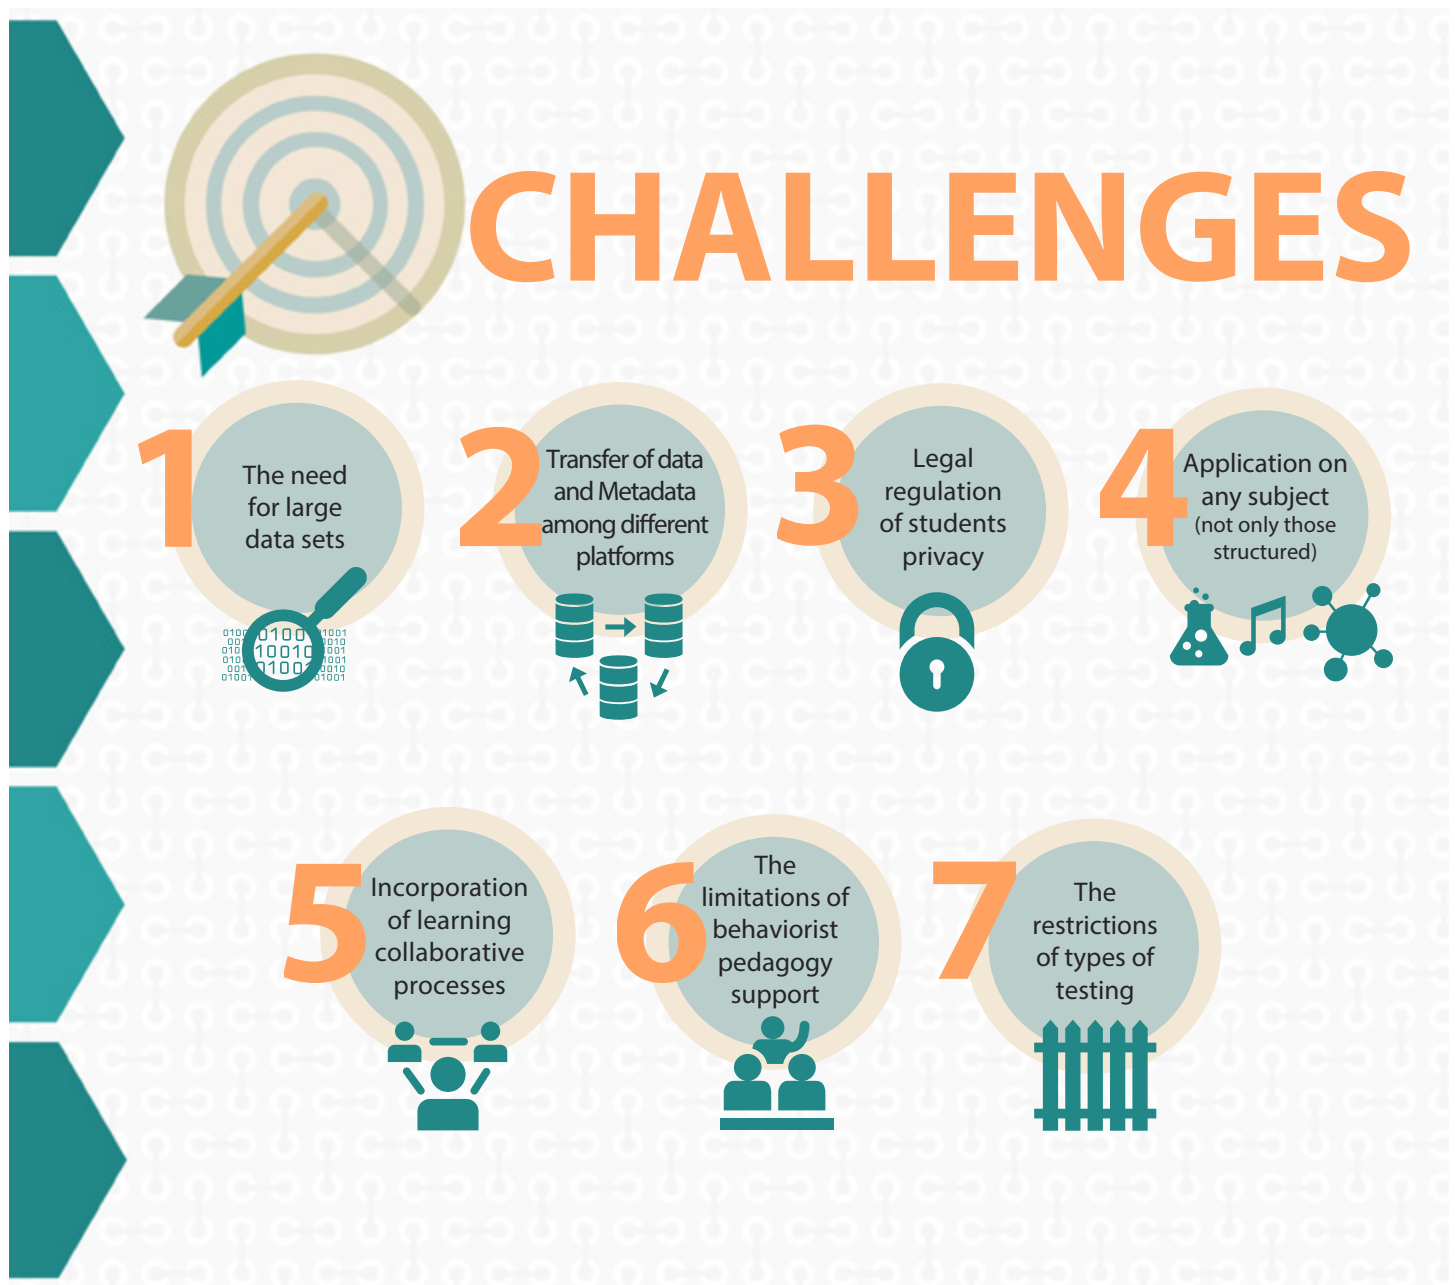 CHALLENGES
1
The need
for large
data sets
2
Transfer of data
and Metadata
among different
platforms
3
Legal
regulation
of students
privacy
4
Application on
any subject
(not only those
structured)
5
Incorporation
of learning
collaborative
processes
6
The
limitations of
behaviorist
pedagogy
support
7
The
restrictions
of types of
testing